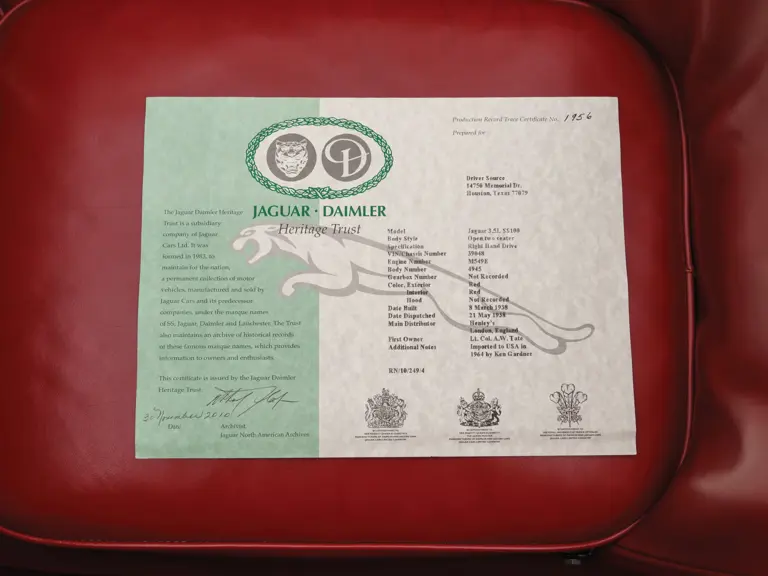 Production Record Trace Certificate No. 1956
Prepared for
Driver Source
14750 Memorial Dr.
Houston, Texas 77079
JAGUAR · DAIMLER
Heritage Trust
The Jaguar Daimler Heritage
Trust is a subsidiary
company of Jaguar
Cars Ltd. It was
formed in 1983, to
maintain for the nation,
a permanent collection of motor
vehicles, manufactured and sold by
Jaguar Cars and its predecessor
companies, under the marque names
of SS, Jaguar, Daimler and Lanchester. The Trust
also maintains an archive of historical records
of these famous marque names, which provides
information to owners and enthusiasts.
This certificate is issued by the Jaguar Daimler
Heritage Trust.
30 November 2010
Date Archivist
Jaguar North American Archives
Model Jaguar 3.5L SS100
Body Style Open two seater
Specification Right Hand Drive
VIN/Chassis Number 39048
Engine Number M549E
Body Number 4945
Gearbox Number Not Recorded
Color, Exterior Red
Interior Red
Hood Not Recorded
Date Built 8 March 1938
Date Dispatched 21 May 1938
Main Distributor Henley's
London, England
First Owner Lt. Col. A.W. Tate
Additional Notes Imported to USA in
1964 by Ken Gardner
RN/10/249/4